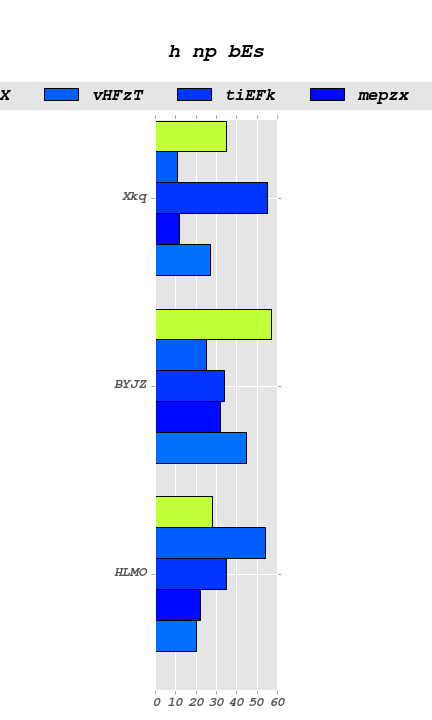 h np bEs
X vHFzT tiEFk mepzx
Xkq
BYJZ
HLMO
0 10 20 30 40 50 60